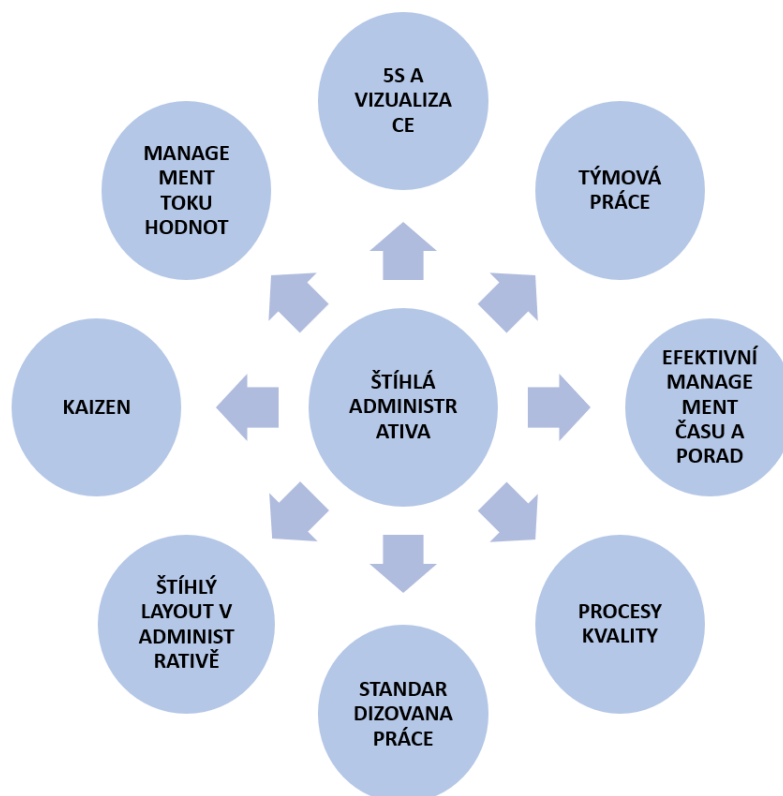 5S A
VIZUALIZA
CE
TÝMOVÁ
PRÁCE
EFEKTIVNÍ
MANAGE
MENT
ČASU A
PORAD
PROCESY
KVALITY
STANDAR
DIZOVANA
PRÁCE
ŠTÍHLÝ
LAYOUT V
ADMINIST
RATIVĚ
KAIZEN
MANAGE
MENT
TOKU
HODNOT
ŠTÍHLÁ
ADMINISTR
ATIVA